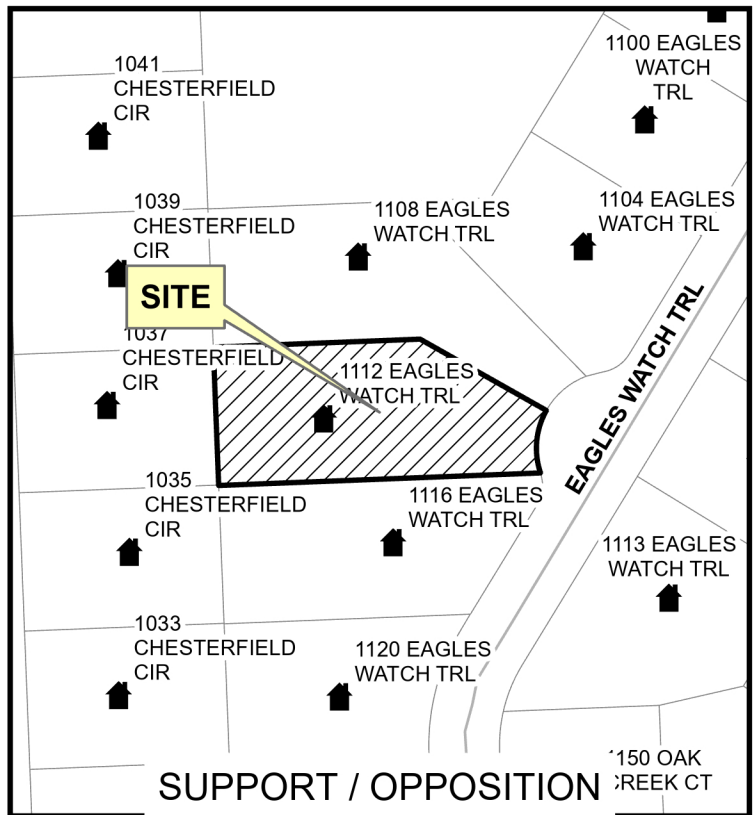 1041
CHESTERFIELD
CIR
1100 EAGLES
WATCH
TRL
1039
CHESTERFIELD
CIR
1108 EAGLES
WATCH TRL
1104 EAGLES
WATCH TRL
SITE
1037
CHESTERFIELD
CIR
1112 EAGLES
WATCH TRL
EAGLES WATCH TRL
1035
CHESTERFIELD
CIR
1116 EAGLES
WATCH TRL
1113 EAGLES
WATCH TRL
1033
CHESTERFIELD
CIR
1120 EAGLES
WATCH TRL
1150 OAK
CREEK CT
SUPPORT / OPPOSITION